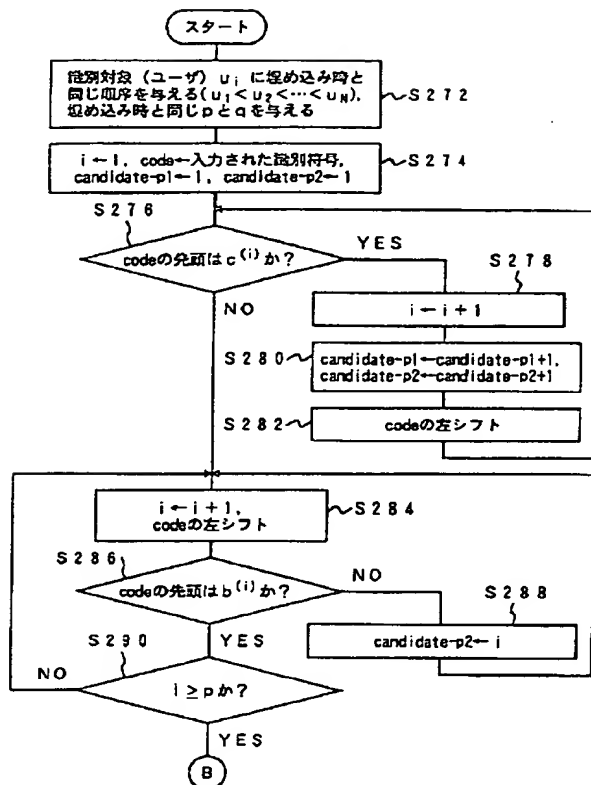 スタート
識別対象(ユーザ)uiに埋め込み時と
同じ順序を与える(u1<u2<…<uN),
埋め込み時と同じpとqを与える
S272
i←1, code←入力された識別符号,
candidate-p1←1, candidate-p2←1
S274
S276
codeの先頭はc(i)か?
YES
NO
S278
i←i+1
S280
candidate-p1←candidate-p1+1,
candidate-p2←candidate-p2+1
S282
codeの左シフト
i←i+1,
codeの左シフト
S284
S286
codeの先頭はb(i)か?
NO
YES
S288
candidate-p2←i
S290
i≥pか?
NO
YES
B